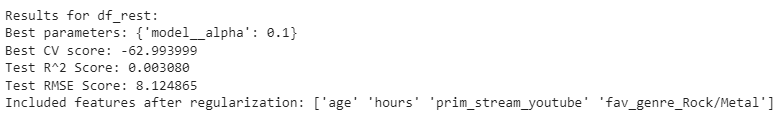 Results for df_rest:
Best parameters: {'model__alpha': 0.1}
Best CV score: -62.993999
Test R^2 Score: 0.003080
Test RMSE Score: 8.124865
Included features after regularization: ['age' 'hours' 'prim_stream_youtube' 'fav_genre_Rock/Metal']